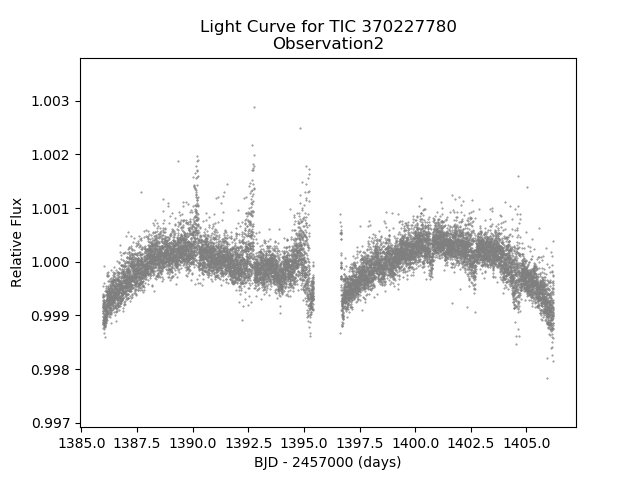 Light Curve for TIC 370227780
Observation2
1.003
1.002
1.001
1.000
0.999
0.998
0.997
Relative Flux
1385.0 1387.5 1390.0 1392.5 1395.0 1397.5 1400.0 1402.5 1405.0
BJD - 2457000 (days)